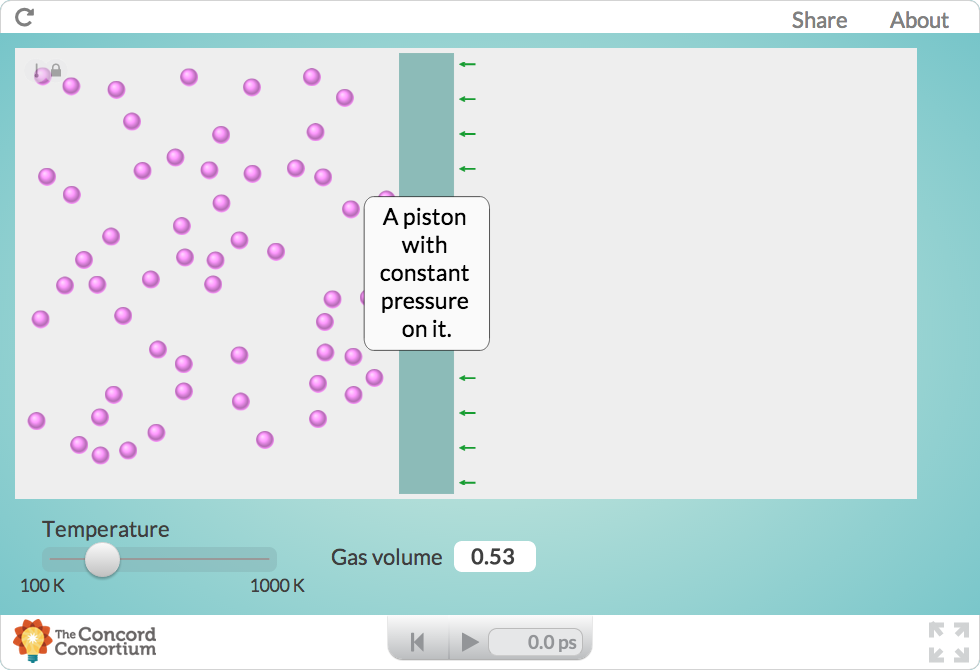 Share About
A piston
with
constant
pressure
on it.
Temperature
100 K 1000 K
Gas volume 0.53
The Concord
Consortium
0.0 ps